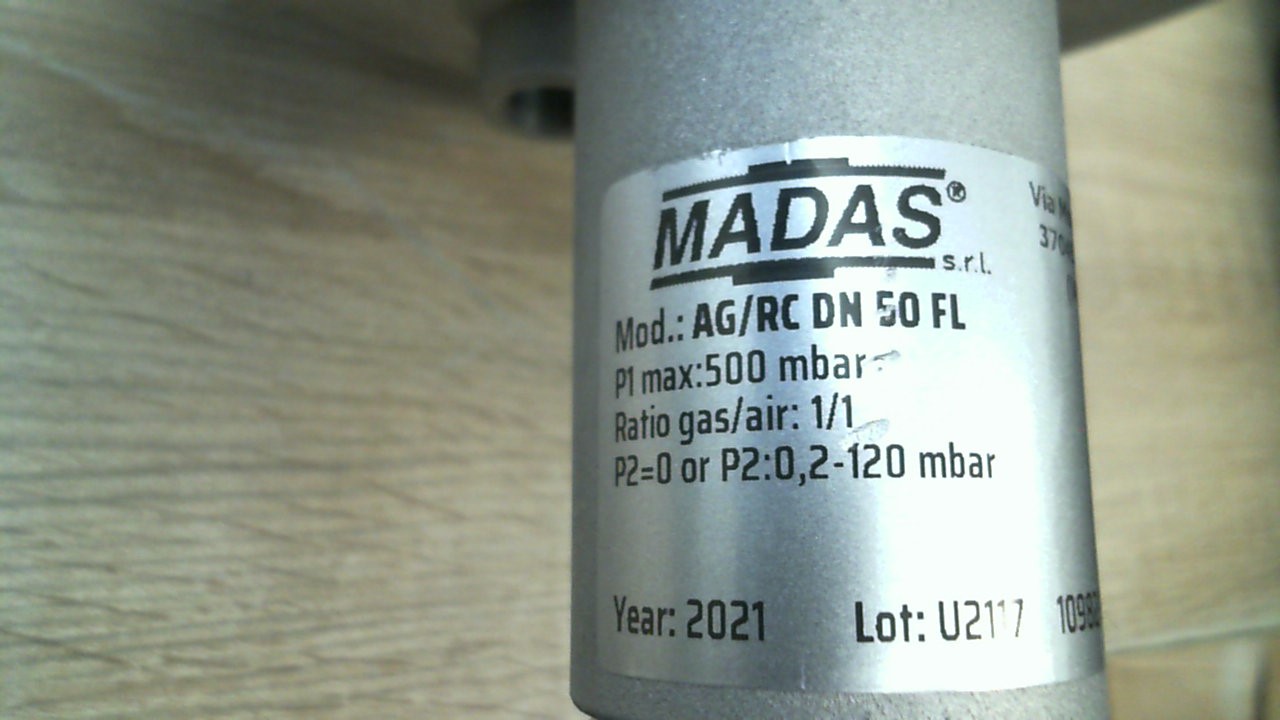 MADAS®
s.r.l.
Via
Mod.: AG/RC DN 50 FL
P1 max:500 mbar
Ratio gas/air: 1/1
P2=0 or P2:0,2-120 mbar
Year: 2021 Lot: U2117